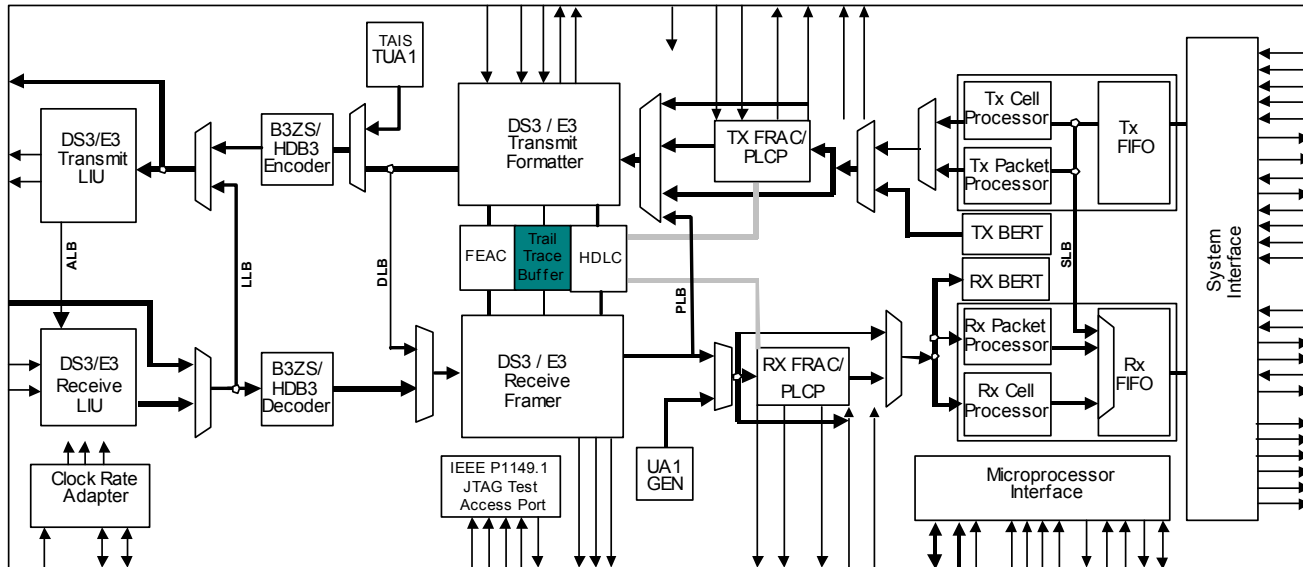 TAIS
TUA1
DS3/E3
Transmit
LIU
B3ZS/
HDB3
Encoder
DS3 / E3
Transmit
Formatter
TX FRAC/
PLCP
Tx Cell
Processor
Tx Packet
Processor
Tx
FIFO
TX BERT
RX BERT
System
Interface
ALB
LLB
DLB
PLB
SLB
FEAC
Trail
Trace
Buffer
HDLC
DS3/E3
Receive
LIU
B3ZS/
HDB3
Decoder
DS3 / E3
Receive
Framer
RX FRAC/
PLCP
Rx Packet
Processor
Rx Cell
Processor
Rx
FIFO
UA1
GEN
Clock Rate
Adapter
IEEE P1149.1
JTAG Test
Access Port
Microprocessor
Interface